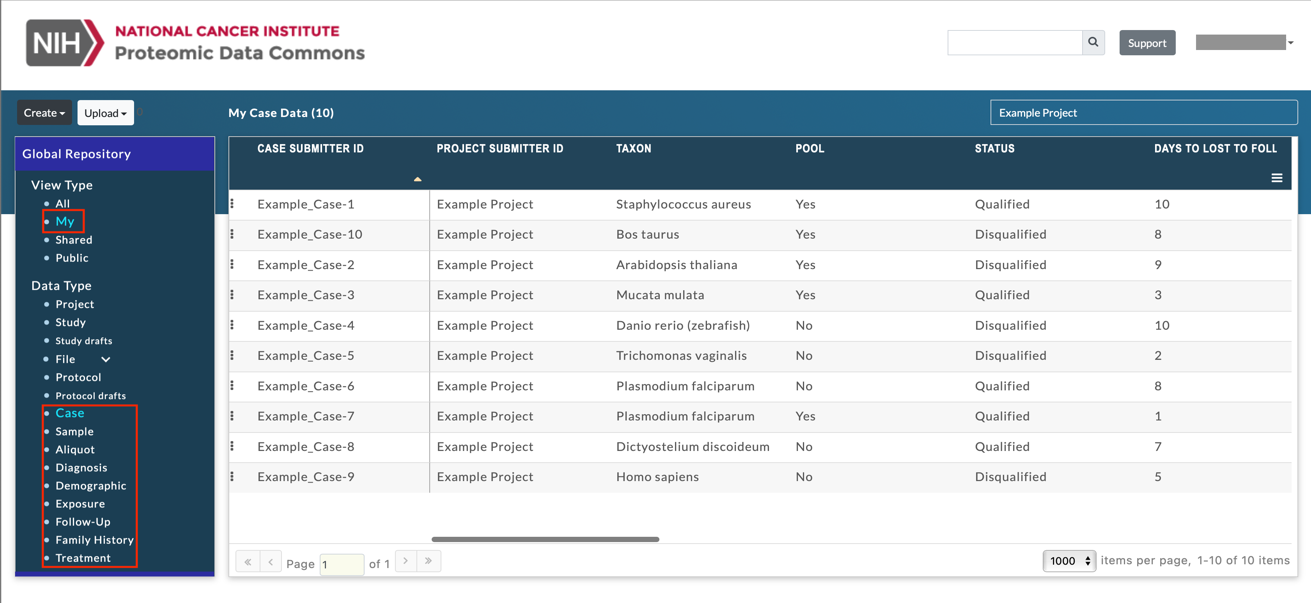 NIH NATIONAL CANCER INSTITUTE
Proteomic Data Commons
Support
Create Upload My Case Data (10) Example Project
Global Repository
View Type
All
My
Shared
Public
Data Type
Project
Study
Study drafts
File
Protocol
Protocol drafts
Case
Sample
Aliquot
Diagnosis
Demographic
Exposure
Follow-Up
Family History
Treatment
CASE SUBMITTER ID PROJECT SUBMITTER ID TAXON POOL STATUS DAYS TO LOST TO FOLL
Example_Case-1 Example Project Staphylococcus aureus Yes Qualified 10
Example_Case-10 Example Project Bos taurus Yes Disqualified 8
Example_Case-2 Example Project Arabidopsis thaliana Yes Disqualified 9
Example_Case-3 Example Project Mucata mulata Yes Qualified 3
Example_Case-4 Example Project Danio rerio (zebrafish) No Disqualified 10
Example_Case-5 Example Project Trichomonas vaginalis No Disqualified 2
Example_Case-6 Example Project Plasmodium falciparum No Qualified 8
Example_Case-7 Example Project Plasmodium falciparum Yes Qualified 1
Example_Case-8 Example Project Dictyostelium discoideum No Qualified 7
Example_Case-9 Example Project Homo sapiens No Disqualified 5
« ‹ Page 1 of 1 › » 1000 items per page, 1-10 of 10 items